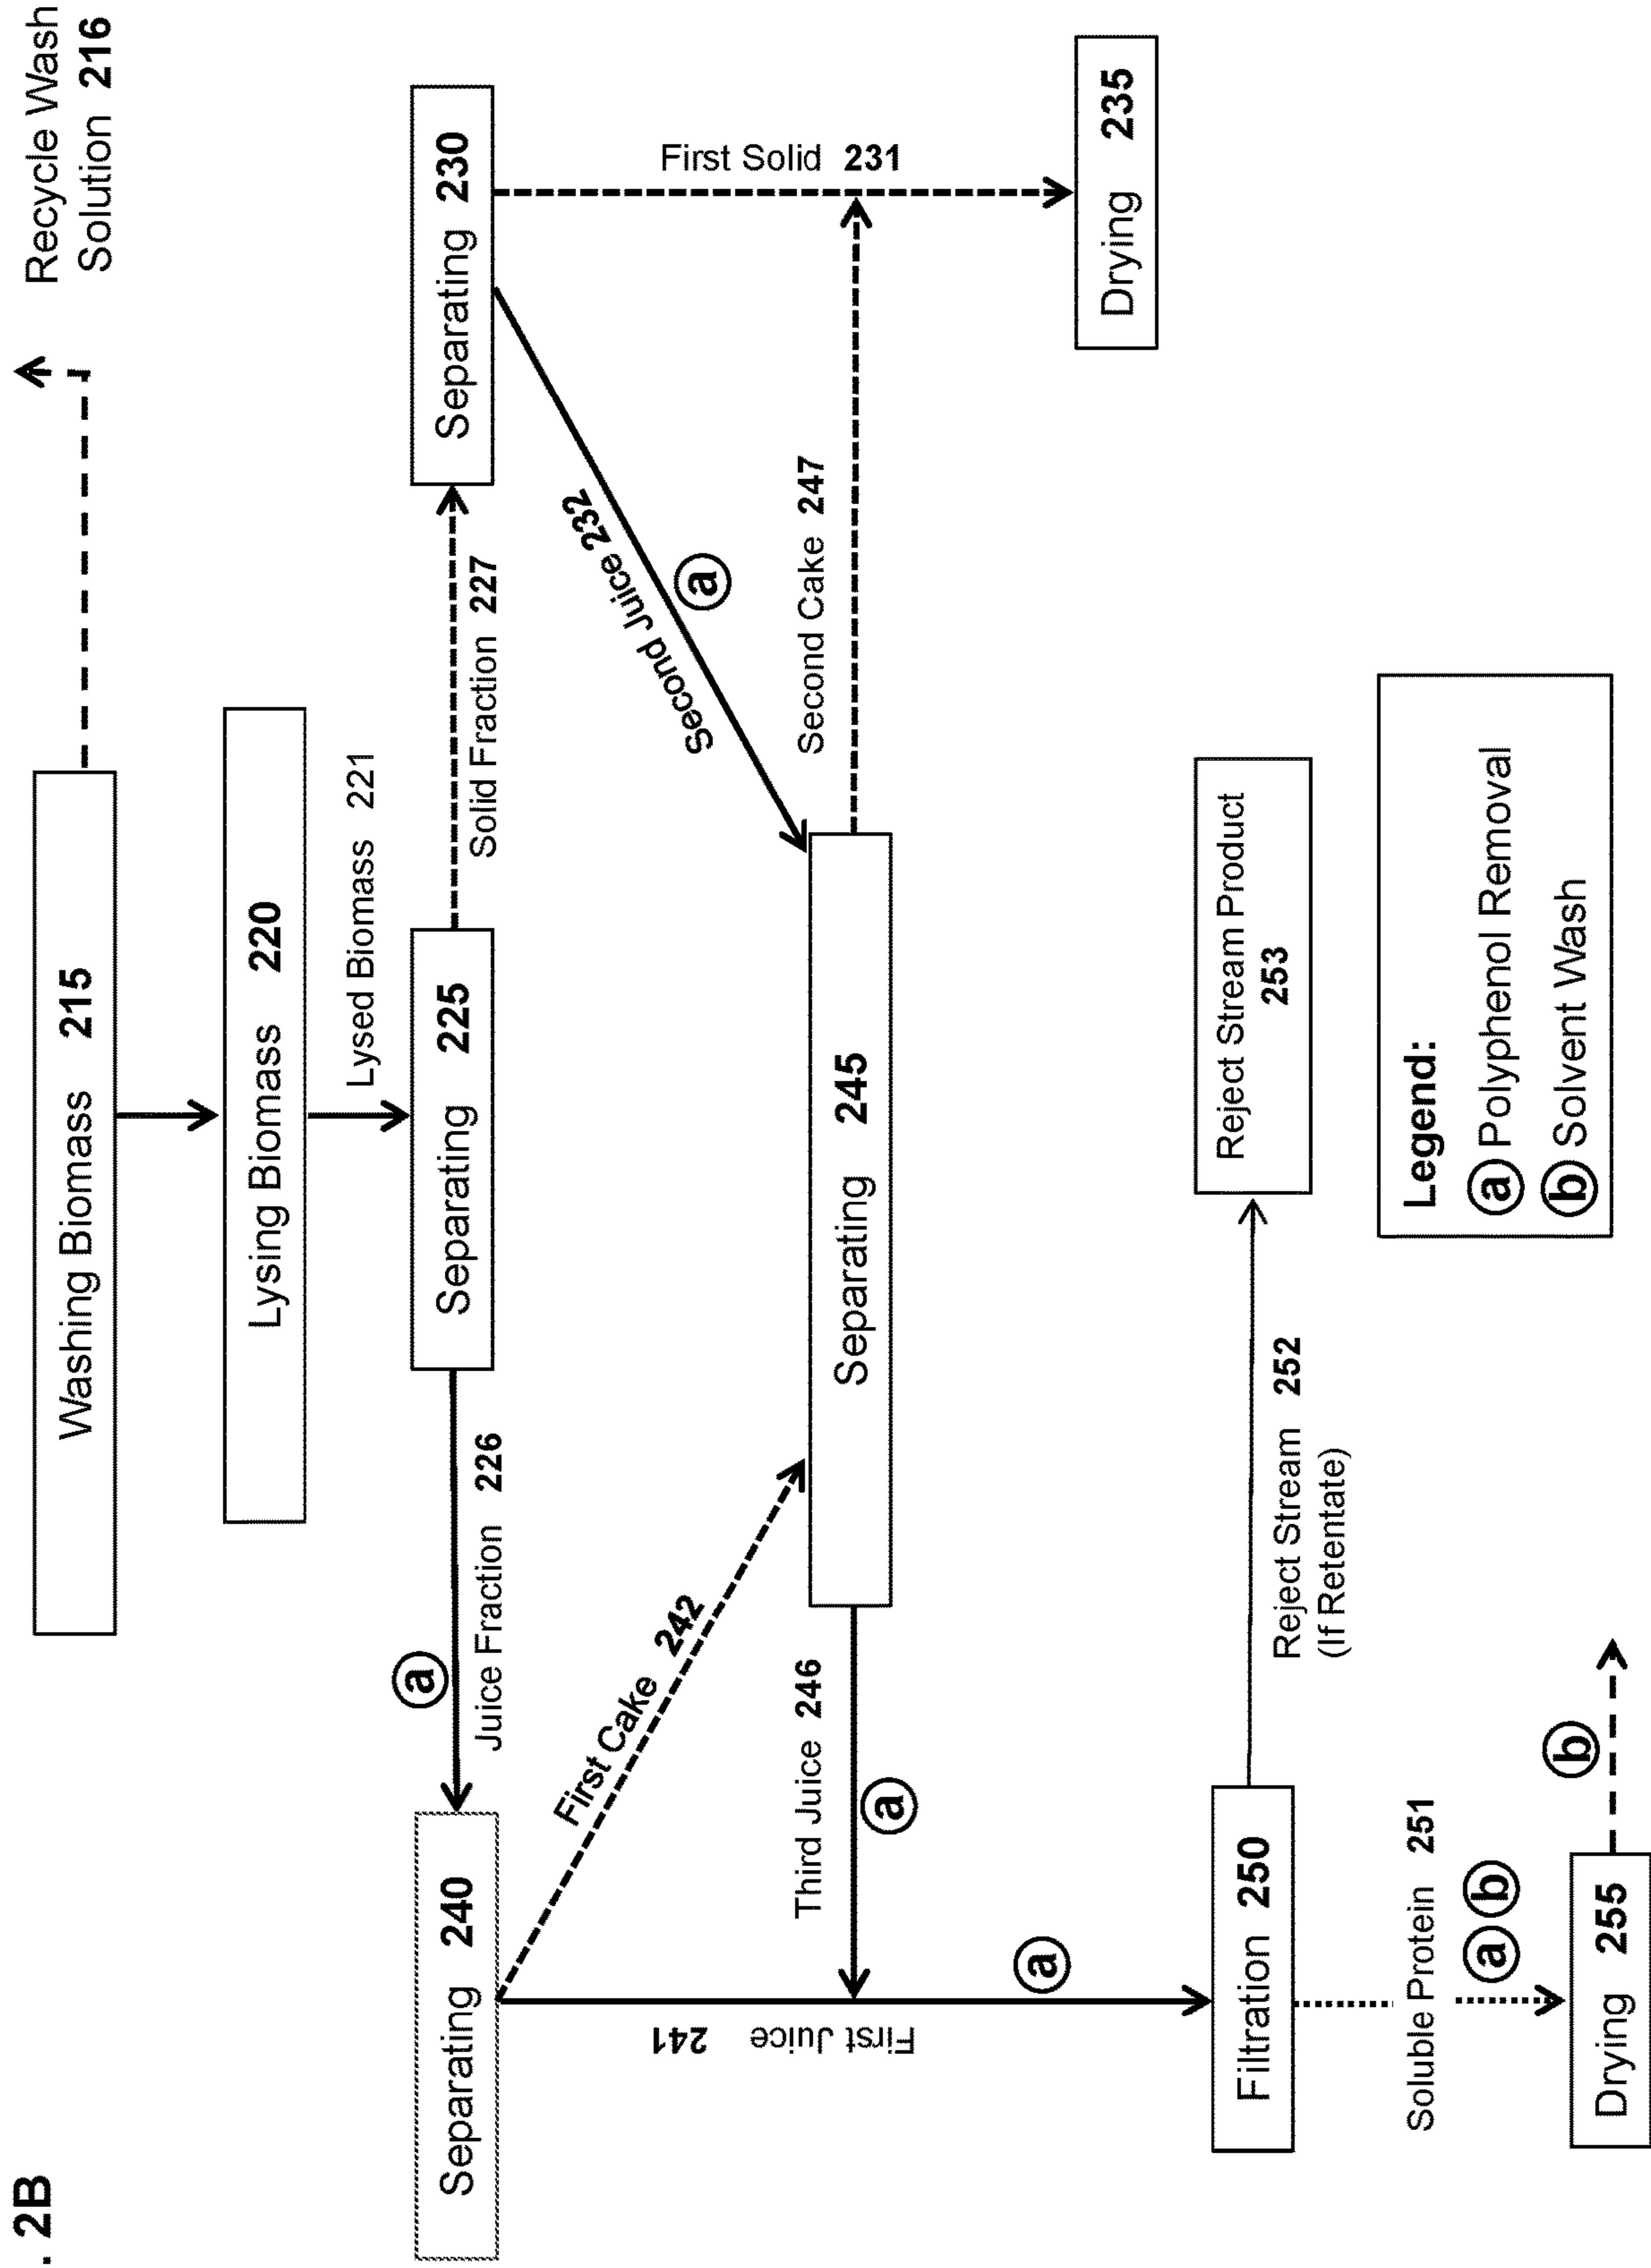 . 2B
Recycle Wash
Solution 216
Washing Biomass 215
Lysing Biomass 220
Lysed Biomass 221
Separating 225
Juice Fraction 226
Solid Fraction 227
Separating 240
Separating 230
a
First Cake 242
Second Juice 232
a
First Solid 231
First Juice 241
Third Juice 246
a
Separating 245
Second Cake 247
Drying 235
a
Filtration 250
Reject Stream 252
(If Retentate)
Reject Stream Product
253
Soluble Protein 251
a b
Drying 255
b
Legend:
a Polyphenol Removal
b Solvent Wash